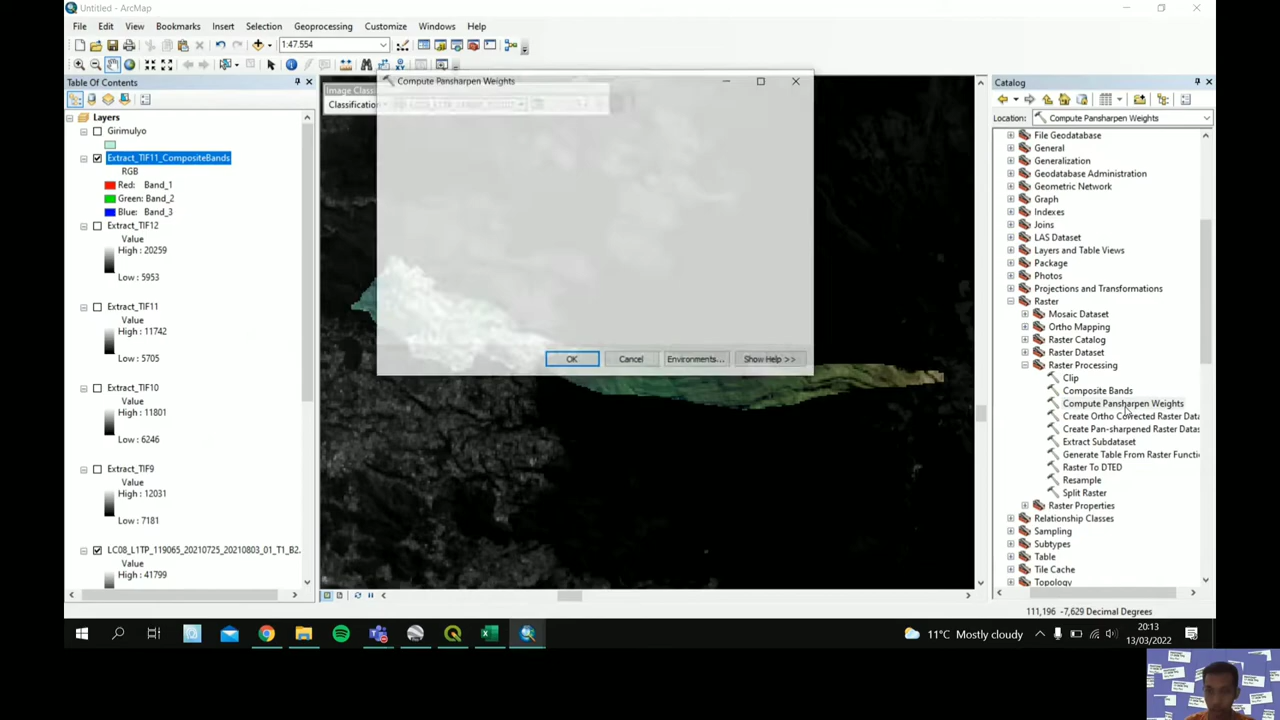 Untitled - ArcMap
File Edit View Bookmarks Insert Selection Geoprocessing Customize Windows Help
1:47.554
Table Of Contents
Layers
Girimulyo
Extract_TIF11_CompositeBands
RGB
Red: Band_1
Green: Band_2
Blue: Band_3
Extract_TIF12
Value
High : 20259
Low : 5953
Extract_TIF11
Value
High : 11742
Low : 5705
Extract_TIF10
Value
High : 11801
Low : 6246
Extract_TIF9
Value
High : 12031
Low : 7181
LC08_L1TP_119065_20210725_20210803_01_T1_B2.
High : 41799
Compute Pansharpen Weights
Image Classi
Classification
OK Cancel Environments... Show Help >>
Catalog
Location: Compute Pansharpen Weights
File Geodatabase
General
Generalization
Geodatabase Administration
Geometric Network
Graph
Indexes
Joins
LAS Dataset
Layers and Table Views
Package
Photos
Projections and Transformations
Raster
Mosaic Dataset
Ortho Mapping
Raster Catalog
Raster Dataset
Raster Processing
Clip
Composite Bands
Compute Pansharpen Weights
Create Ortho Corrected Raster Data
Create Pan-sharpened Raster Datas
Extract Subdataset
Generate Table From Raster Functi
Raster To DTED
Resample
Split Raster
Raster Properties
Relationship Classes
Sampling
Subtypes
Table
Tile Cache
Topology
111,196 -7,629 Decimal Degrees
11°C Mostly cloudy
20:13
13/03/2022